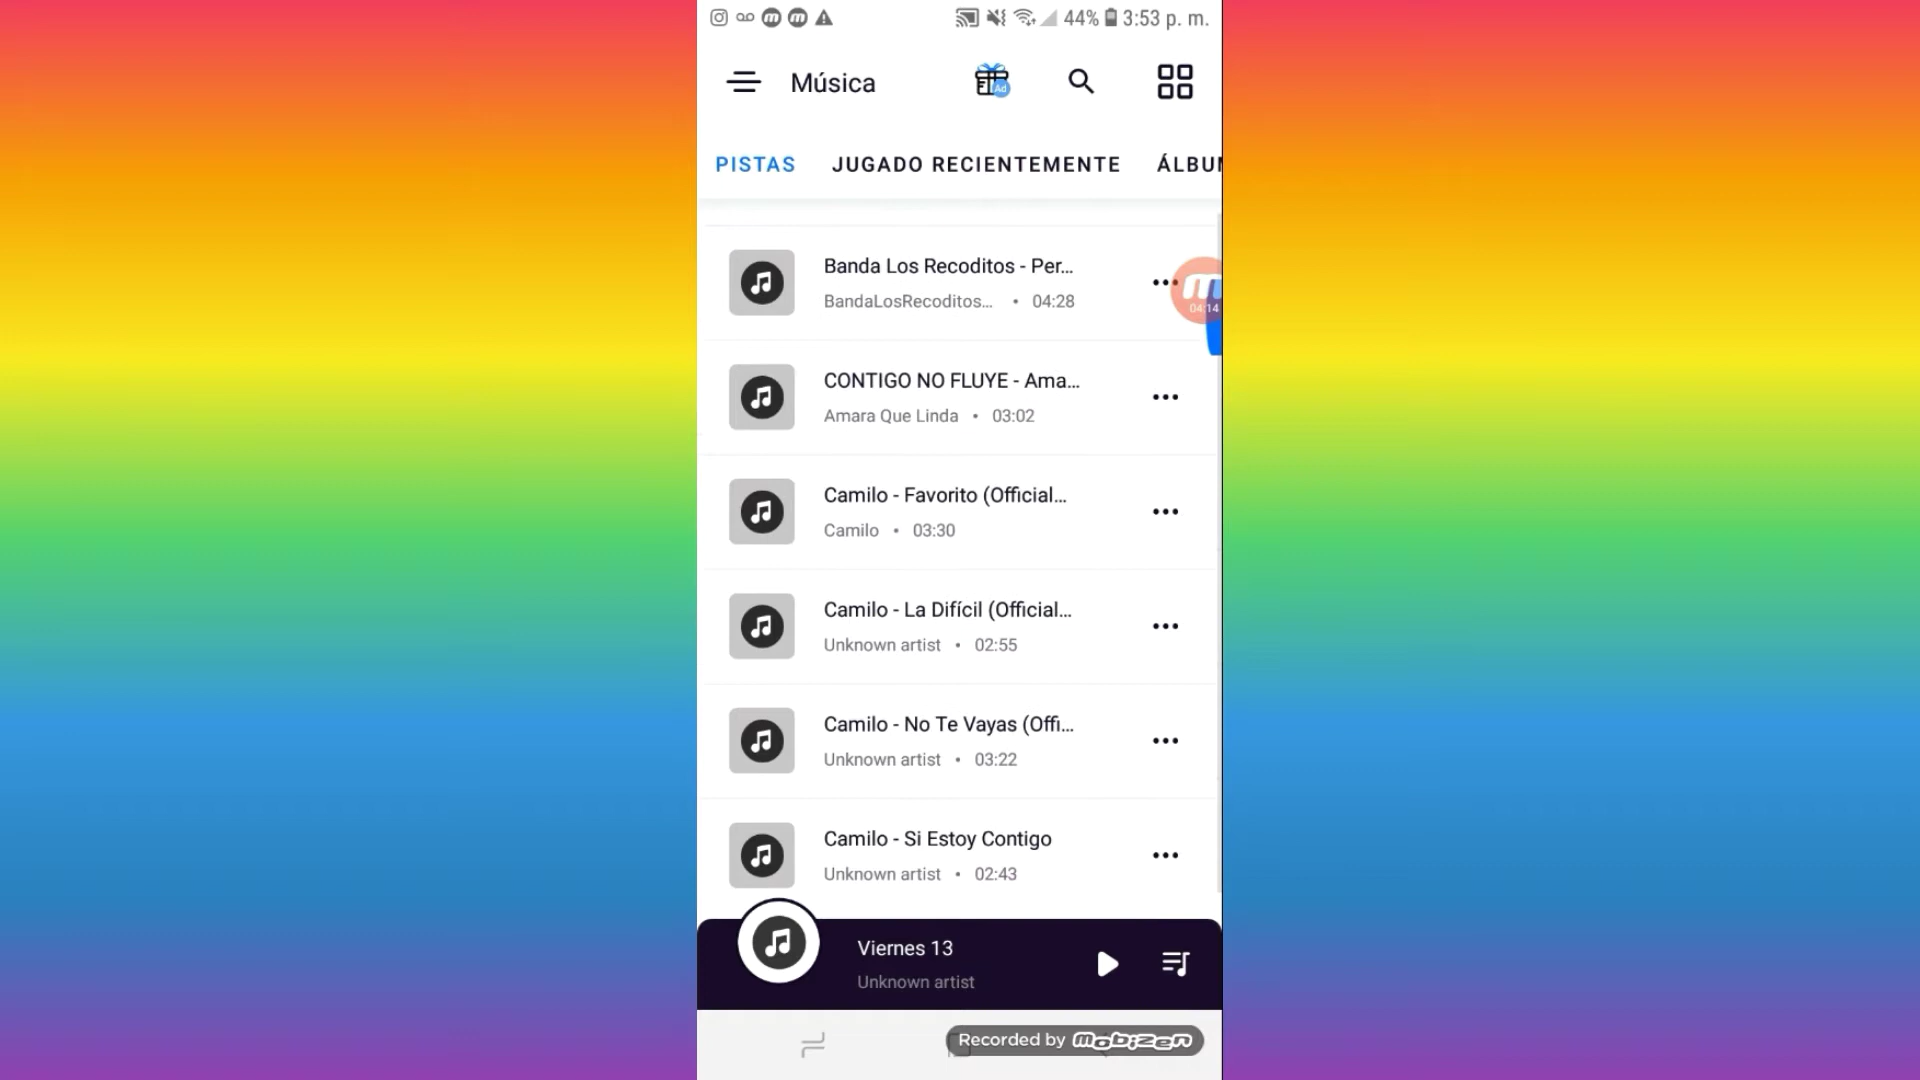 44% 3:53 p. m.
Música
Ad
PISTAS JUGADO RECIENTEMENTE ÁLBUM
Banda Los Recoditos - Per...
BandaLosRecoditos... • 04:28
04:14
CONTIGO NO FLUYE - Ama...
Amara Que Linda • 03:02
Camilo - Favorito (Official...
Camilo • 03:30
Camilo - La Difícil (Official...
Unknown artist • 02:55
Camilo - No Te Vayas (Offi...
Unknown artist • 03:22
Camilo - Si Estoy Contigo
Unknown artist • 02:43
Viernes 13
Unknown artist
Recorded by mobizen